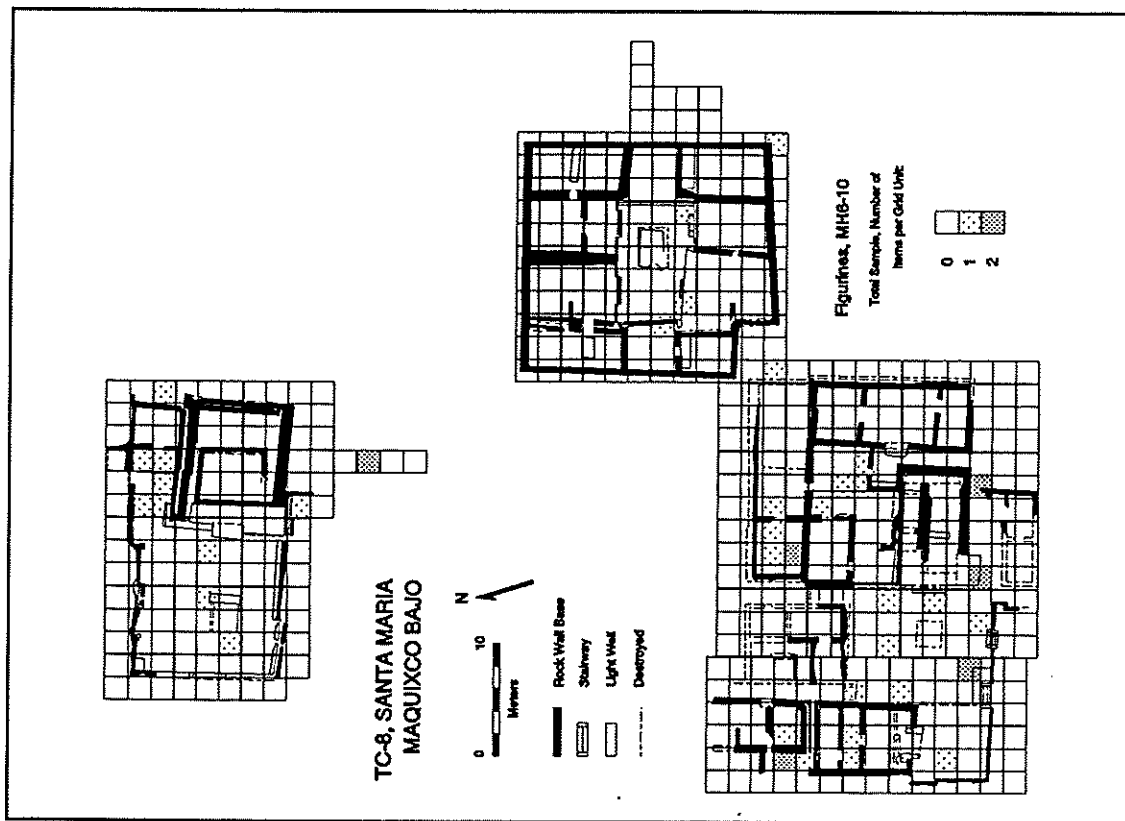 TC-8, SANTA MARIA
MAQUIXCO BAJO
N
0 10
Meters
Rock Wall Base
Stairway
Light Wall
Destroyed
Figurines, MH6-10
Total Sample, Number of
Items per Grid Unit:
0
1
2